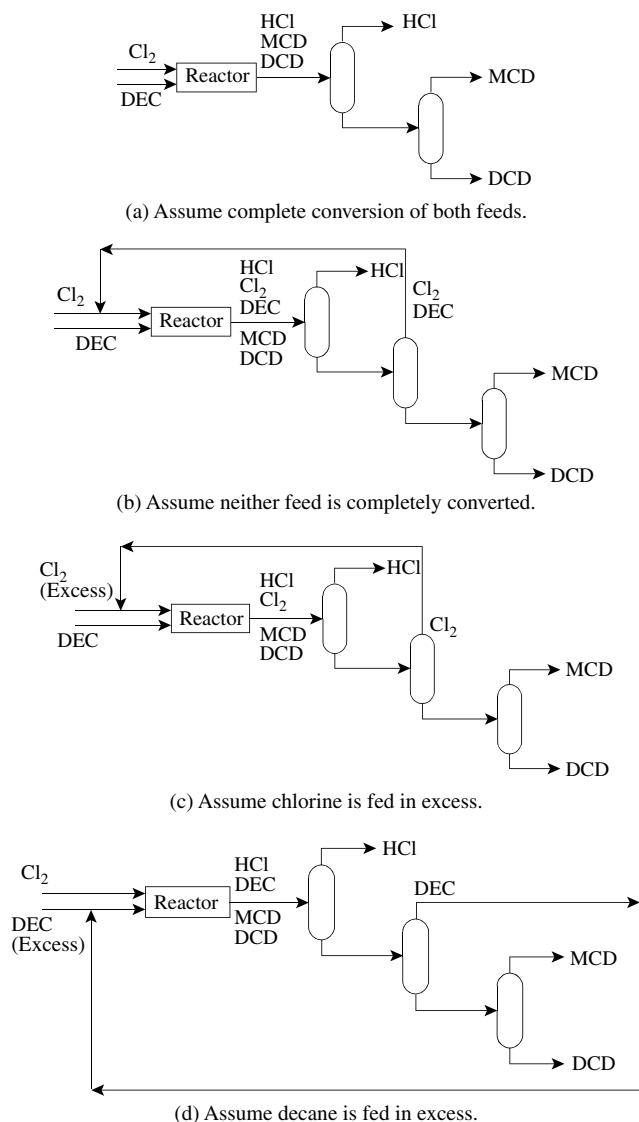 HCl
MCD
DCD
HCl
Cl₂
Reactor
DEC
MCD
DCD
(a) Assume complete conversion of both feeds.
HCl
Cl₂
DEC
HCl
Cl₂
DEC
Cl₂
Reactor
DEC
MCD
DCD
MCD
DCD
(b) Assume neither feed is completely converted.
Cl₂
(Excess)
HCl
Cl₂
HCl
Reactor
DEC
MCD
DCD
Cl₂
MCD
DCD
(c) Assume chlorine is fed in excess.
Cl₂
HCl
DEC
HCl
DEC
Reactor
DEC
(Excess)
MCD
DCD
MCD
DCD
(d) Assume decane is fed in excess.